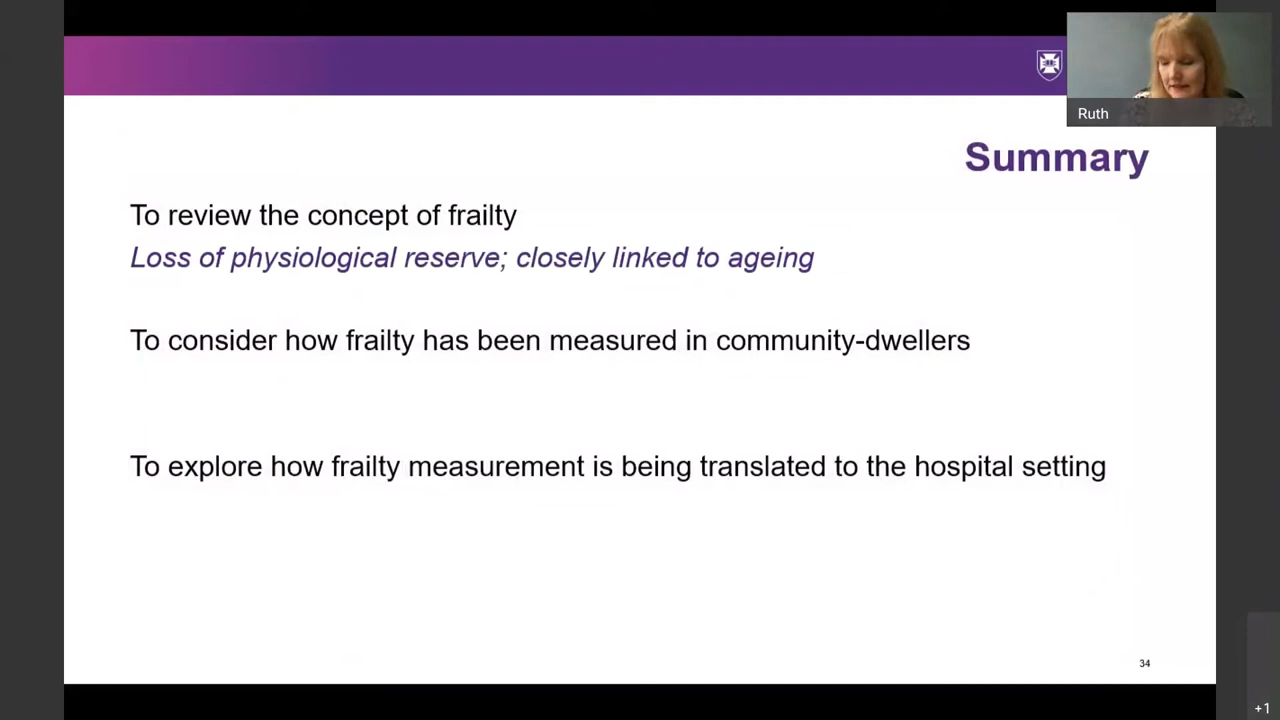 Ruth
Summary
To review the concept of frailty
Loss of physiological reserve; closely linked to ageing
To consider how frailty has been measured in community-dwellers
To explore how frailty measurement is being translated to the hospital setting
34
+1